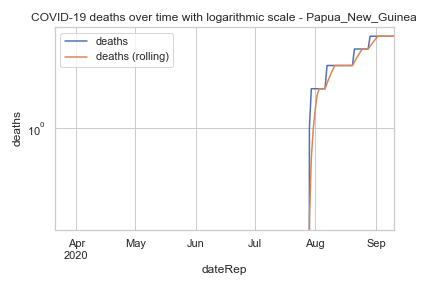 COVID-19 deaths over time with logarithmic scale - Papua_New_Guinea
deaths
deaths (rolling)
deaths
10⁰
Apr
2020
May
Jun
Jul
Aug
Sep
dateRep